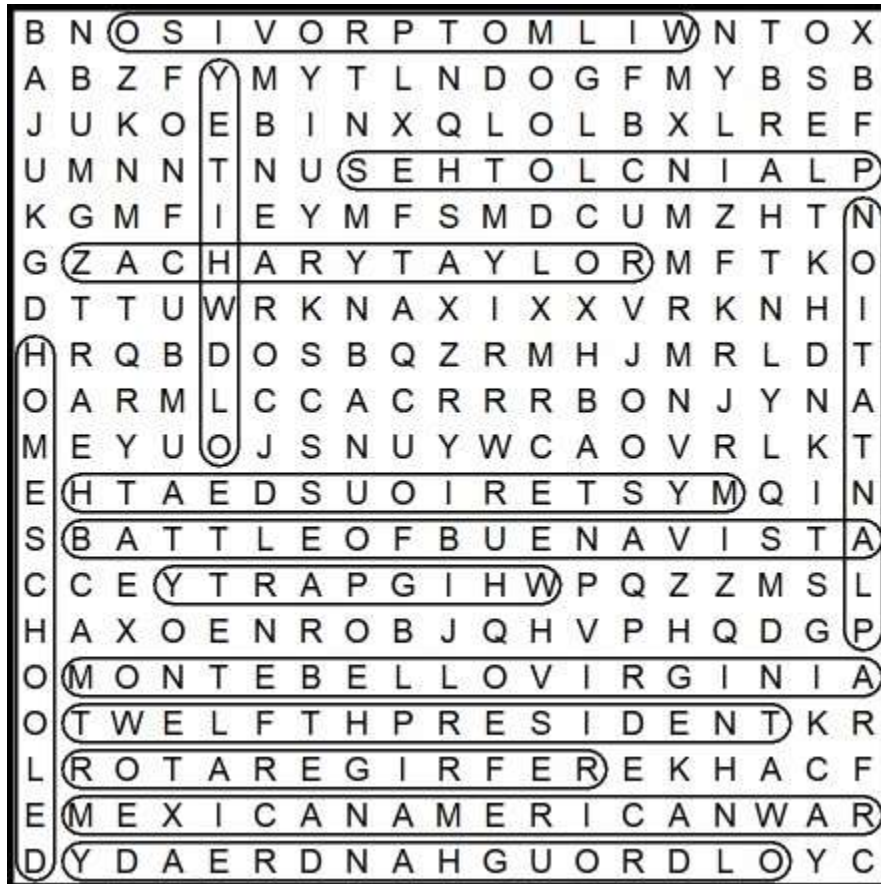 B N O S I V O R P T O M L I W N T O X
A B Z F Y M Y T L N D O G F M Y B S B
J U K O E B I N X Q L O L B X L R E F
U M N N T N U S E H T O L C N I A L P
K G M F I E Y M F S M D C U M Z H T N
G Z A C H A R Y T A Y L O R M F T K O
D T T U W R K N A X I X X V R K N H I
H R Q B D O S B Q Z R M H J M R L D T
O A R M L C C A C R R R B O N J Y N A
M E Y U O J S N U Y W C A O V R L K T
E H T A E D S U O I R E T S Y M Q I N
S B A T T L E O F B U E N A V I S T A
C C E Y T R A P G I H W P Q Z Z M S L
H A X O E N R O B J Q H V P H Q D G P
O M O N T E B E L L O V I R G I N I A
O T W E L F T H P R E S I D E N T K R
L R O T A R E G I R F E R E K H A C F
E M E X I C A N A M E R I C A N W A R
D Y D A E R D N A H G U O R D L O Y C